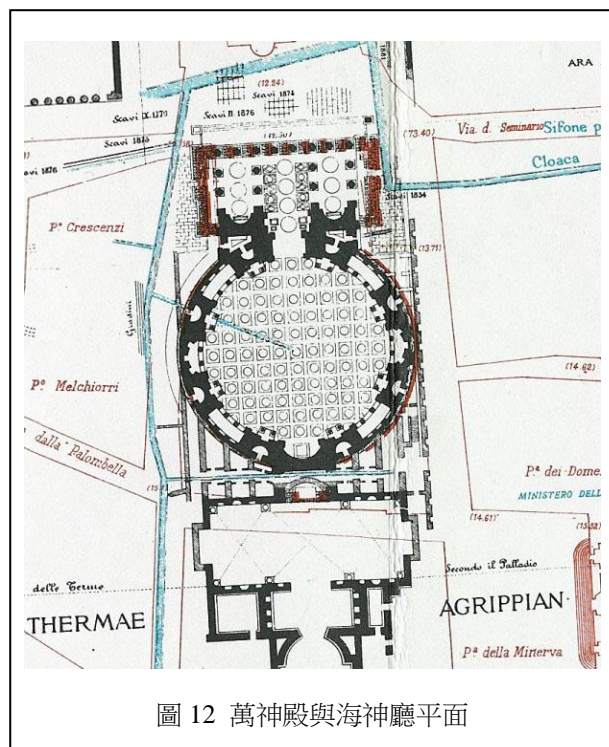 ARA
(12.24)
Scavi 1874
Scavi II. 1876
Scavi IX. 1270
Scavi 1876
(73.40)
Via d. Seminario
Sifone p
Cloaca
avi 1876
Scavi 1834
Pº Crescenzi
(13.71)
Giardini
(14.62)
Pº Melchiorri
dalla Palombella
Pª dei Dome
MINISTERO DELL
(14.61)
Secondo il Palladio
delle Terme
THERMAE
AGRIPPIAN
Pª della Minerva
圖 12 萬神殿與海神廳平面